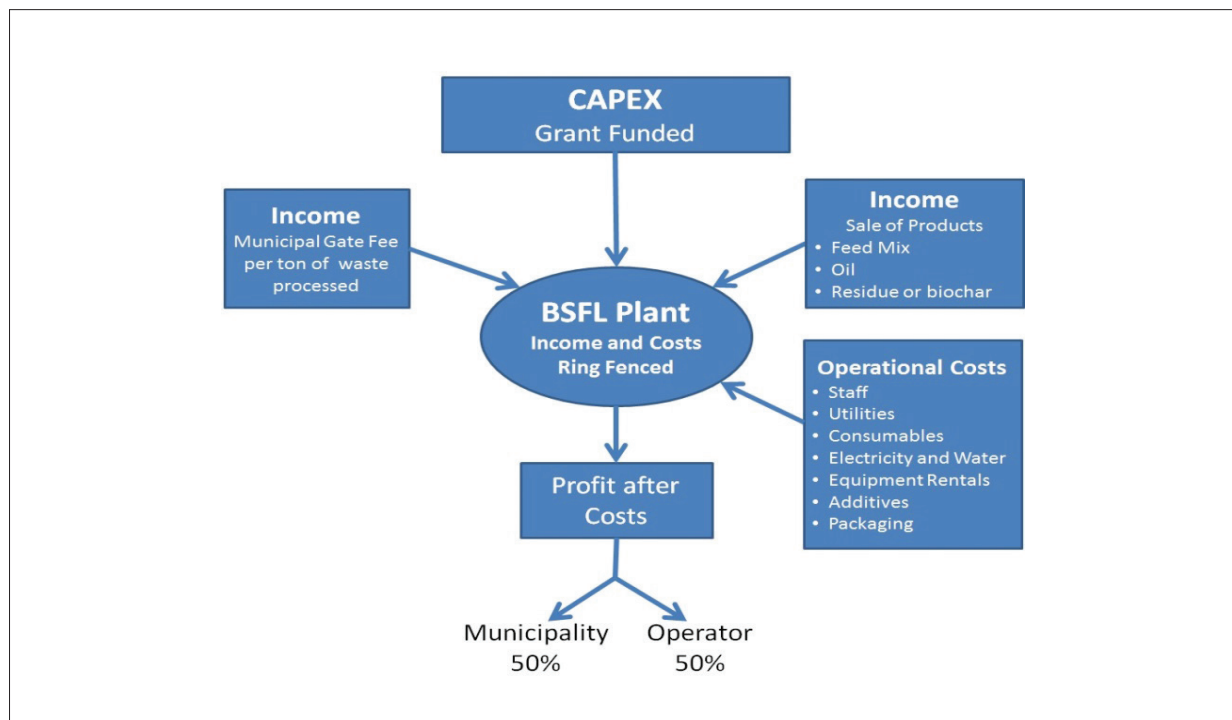 CAPEX
Grant Funded
Income
Municipal Gate Fee
per ton of waste
processed
Income
Sale of Products
• Feed Mix
• Oil
• Residue or biochar
BSFL Plant
Income and Costs
Ring Fenced
Operational Costs
• Staff
• Utilities
• Consumables
• Electricity and Water
• Equipment Rentals
• Additives
• Packaging
Profit after
Costs
Municipality
50%
Operator
50%